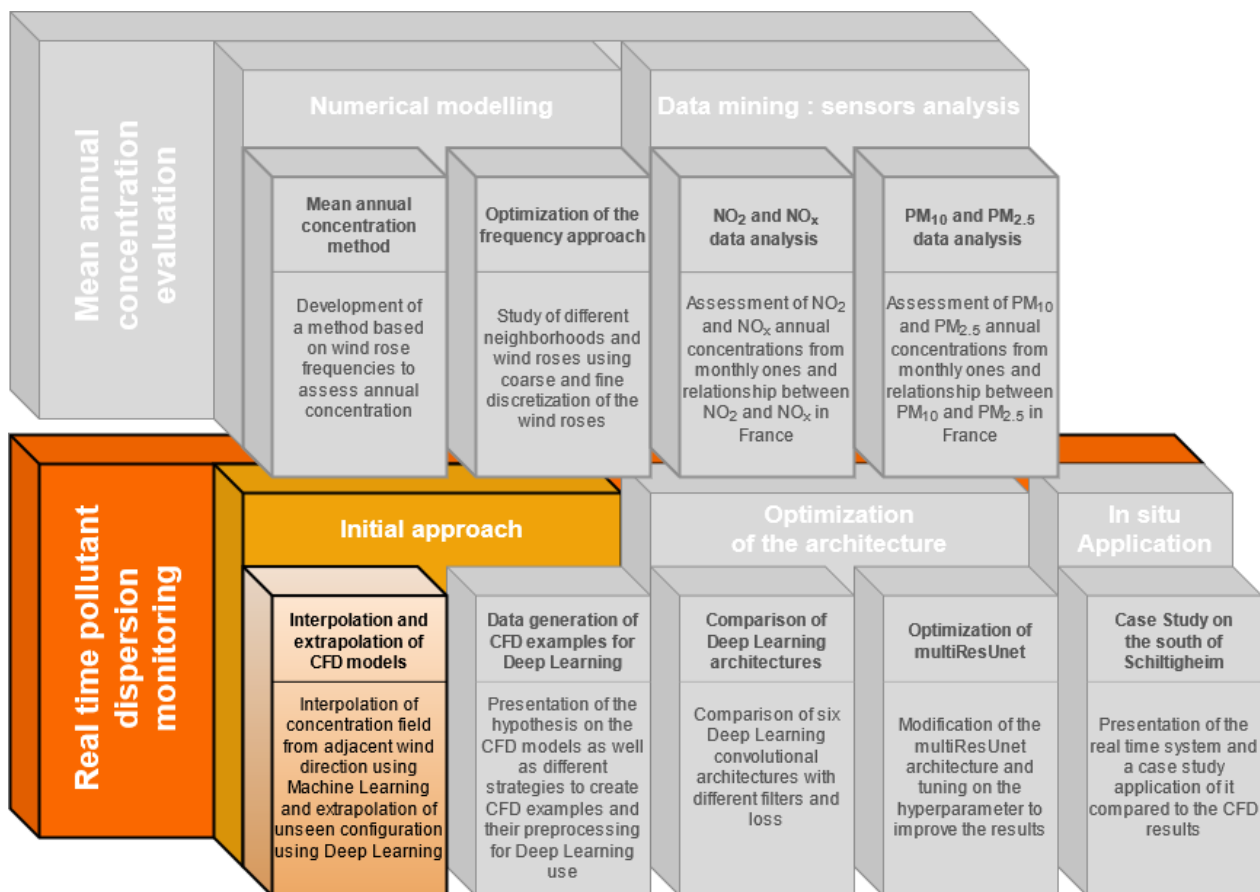 Mean annual
concentration
evaluation
Numerical modelling
Data mining : sensors analysis
Mean annual
concentration
method
Development of
a method based
on wind rose
frequencies to
assess annual
concentration
Optimization of the
frequency approach
Study of different
neighborhoods and
wind roses using
coarse and fine
discretization of the
wind roses
NO₂ and NOₓ
data analysis
Assessment of NO₂
and NOₓ annual
concentrations from
monthly ones and
relationship between
NO₂ and NOₓ in
France
PM₁₀ and PM₂.₅
data analysis
Assessment of PM₁₀
and PM₂.₅ annual
concentrations from
monthly ones and
relationship between
PM₁₀ and PM₂.₅ in
France
Real time pollutant
dispersion
monitoring
Initial approach
Optimization
of the architecture
In situ
Application
Interpolation and
extrapolation of
CFD models
Interpolation of
concentration field
from adjacent wind
direction using
Machine Learning
and extrapolation of
unseen configuration
using Deep Learning
Data generation of
CFD examples for
Deep Learning
Presentation of the
hypothesis on the
CFD models as well
as different
strategies to create
CFD examples and
their preprocessing
for Deep Learning
use
Comparison of
Deep Learning
architectures
Comparison of six
Deep Learning
convolutional
architectures with
different filters and
loss
Optimization of
multiResUnet
Modification of the
multiResUnet
architecture and
tuning on the
hyperparameter to
improve the results
Case Study on
the south of
Schiltigheim
Presentation of the
real time system and
a case study
application of it
compared to the CFD
results